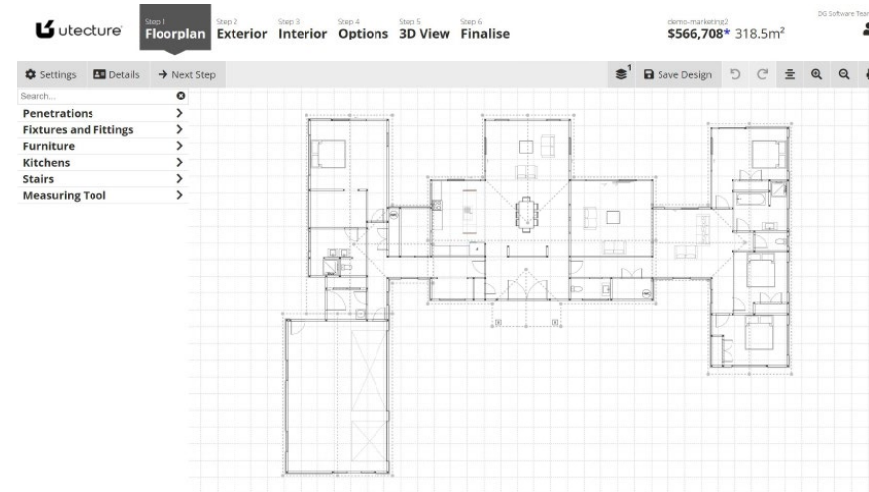 utecture
Step 1
Floorplan
Step 2
Exterior
Step 3
Interior
Step 4
Options
Step 5
3D View
Step 6
Finalise
demo-marketing2
$566,708* 318.5m²
DG Software Team
Settings
Details
Next Step
1
Save Design
Search...
Penetrations
Fixtures and Fittings
Furniture
Kitchens
Stairs
Measuring Tool